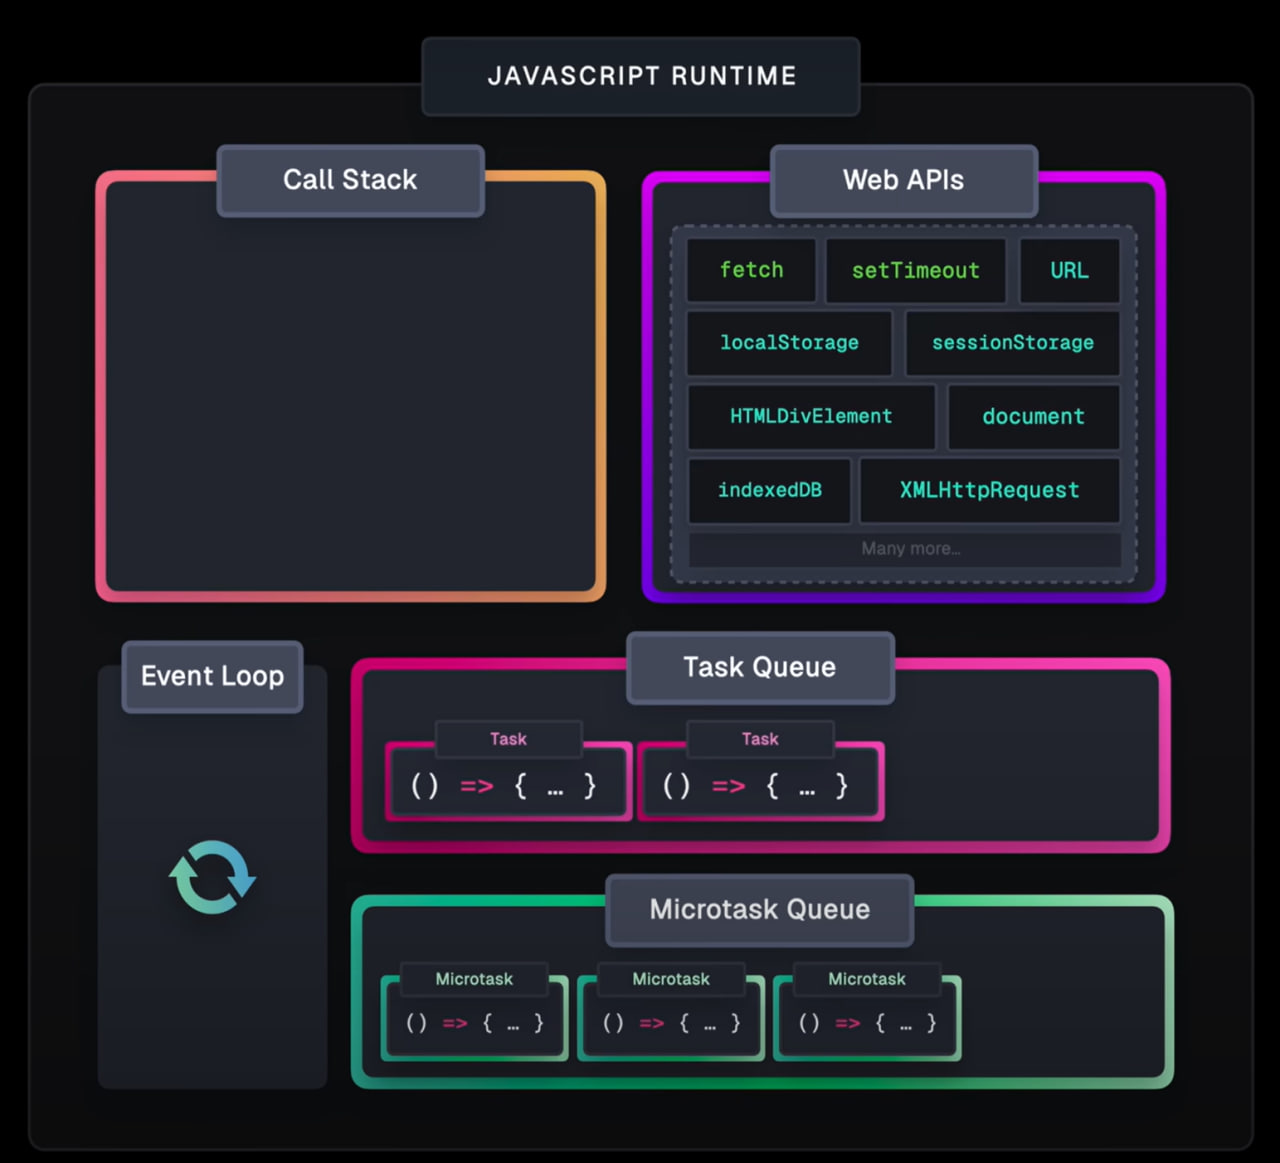 JAVASCRIPT RUNTIME
Call Stack
Web APIs
fetch
setTimeout
URL
localStorage
sessionStorage
HTMLDivElement
document
indexedDB
XMLHttpRequest
Many more…
Event Loop
Task Queue
Task
() => { … }
Task
() => { … }
Microtask Queue
Microtask
() => { … }
Microtask
() => { … }
Microtask
() => { … }